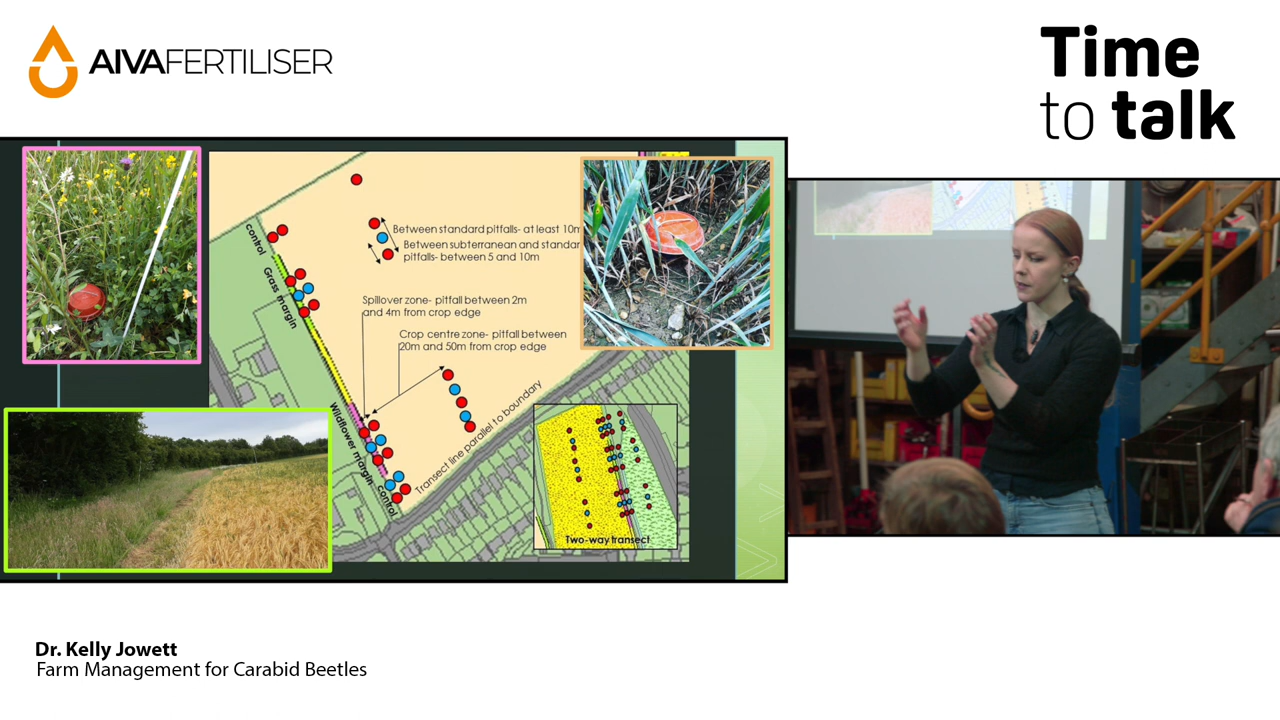 AIVAFERTILISER
Time
to talk
control
Grass margin
Wildflower margin
control
Between standard pitfalls- at least 10m
Between subterranean and standar
pitfalls- between 5 and 10m
Spillover zone- pitfall between 2m
and 4m from crop edge
Crop centre zone- pitfall between
20m and 50m from crop edge
Transect line parallel to boundary
Two-way transect
Dr. Kelly Jowett
Farm Management for Carabid Beetles